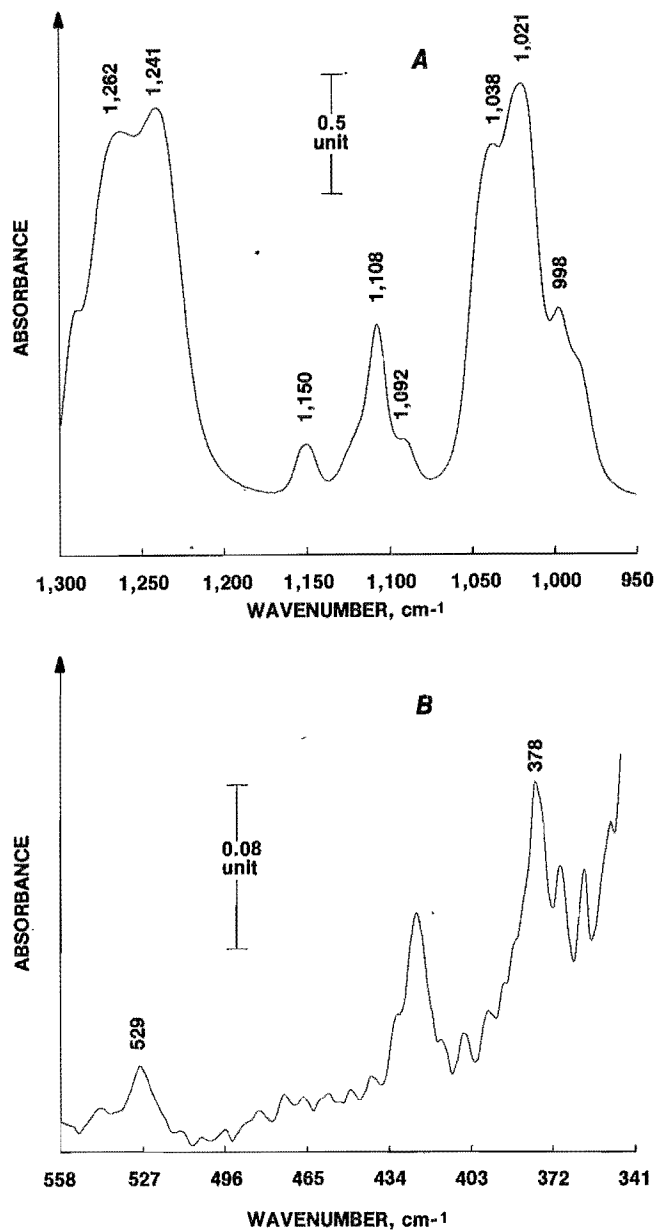 A
1,262
1,241
1,021
1,038
0.5
unit
1,108
998
1,092
1,150
ABSORBANCE
1,300 1,250 1,200 1,150 1,100 1,050 1,000 950
WAVENUMBER, cm-1
B
378
0.08
unit
529
ABSORBANCE
558 527 496 465 434 403 372 341
WAVENUMBER, cm-1